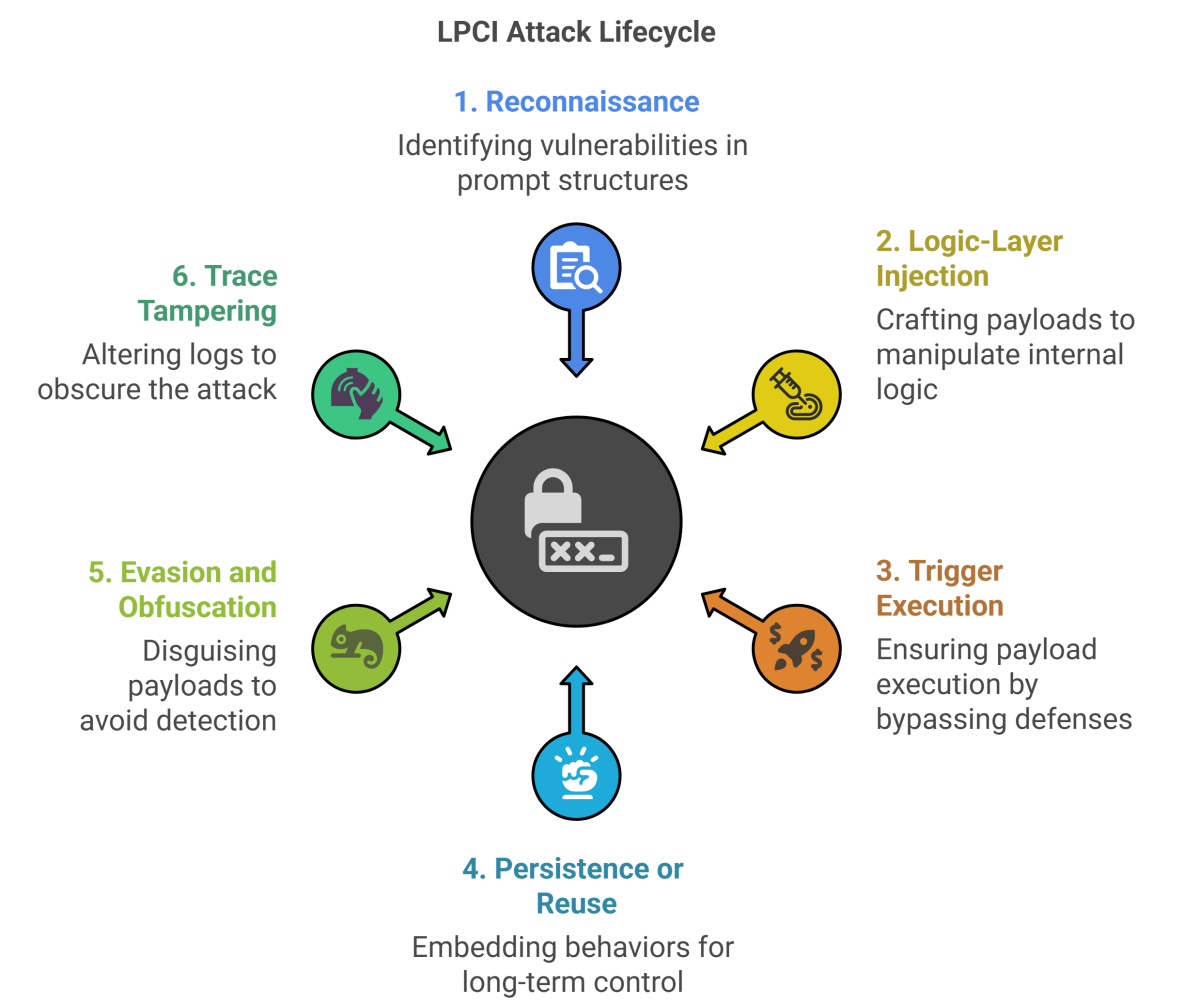 LPCI Attack Lifecycle
1. Reconnaissance
Identifying vulnerabilities in
prompt structures
2. Logic-Layer
Injection
Crafting payloads to
manipulate internal
logic
3. Trigger
Execution
Ensuring payload
execution by
bypassing defenses
4. Persistence or
Reuse
Embedding behaviors for
long-term control
5. Evasion and
Obfuscation
Disguising
payloads to
avoid detection
6. Trace
Tampering
Altering logs to
obscure the attack